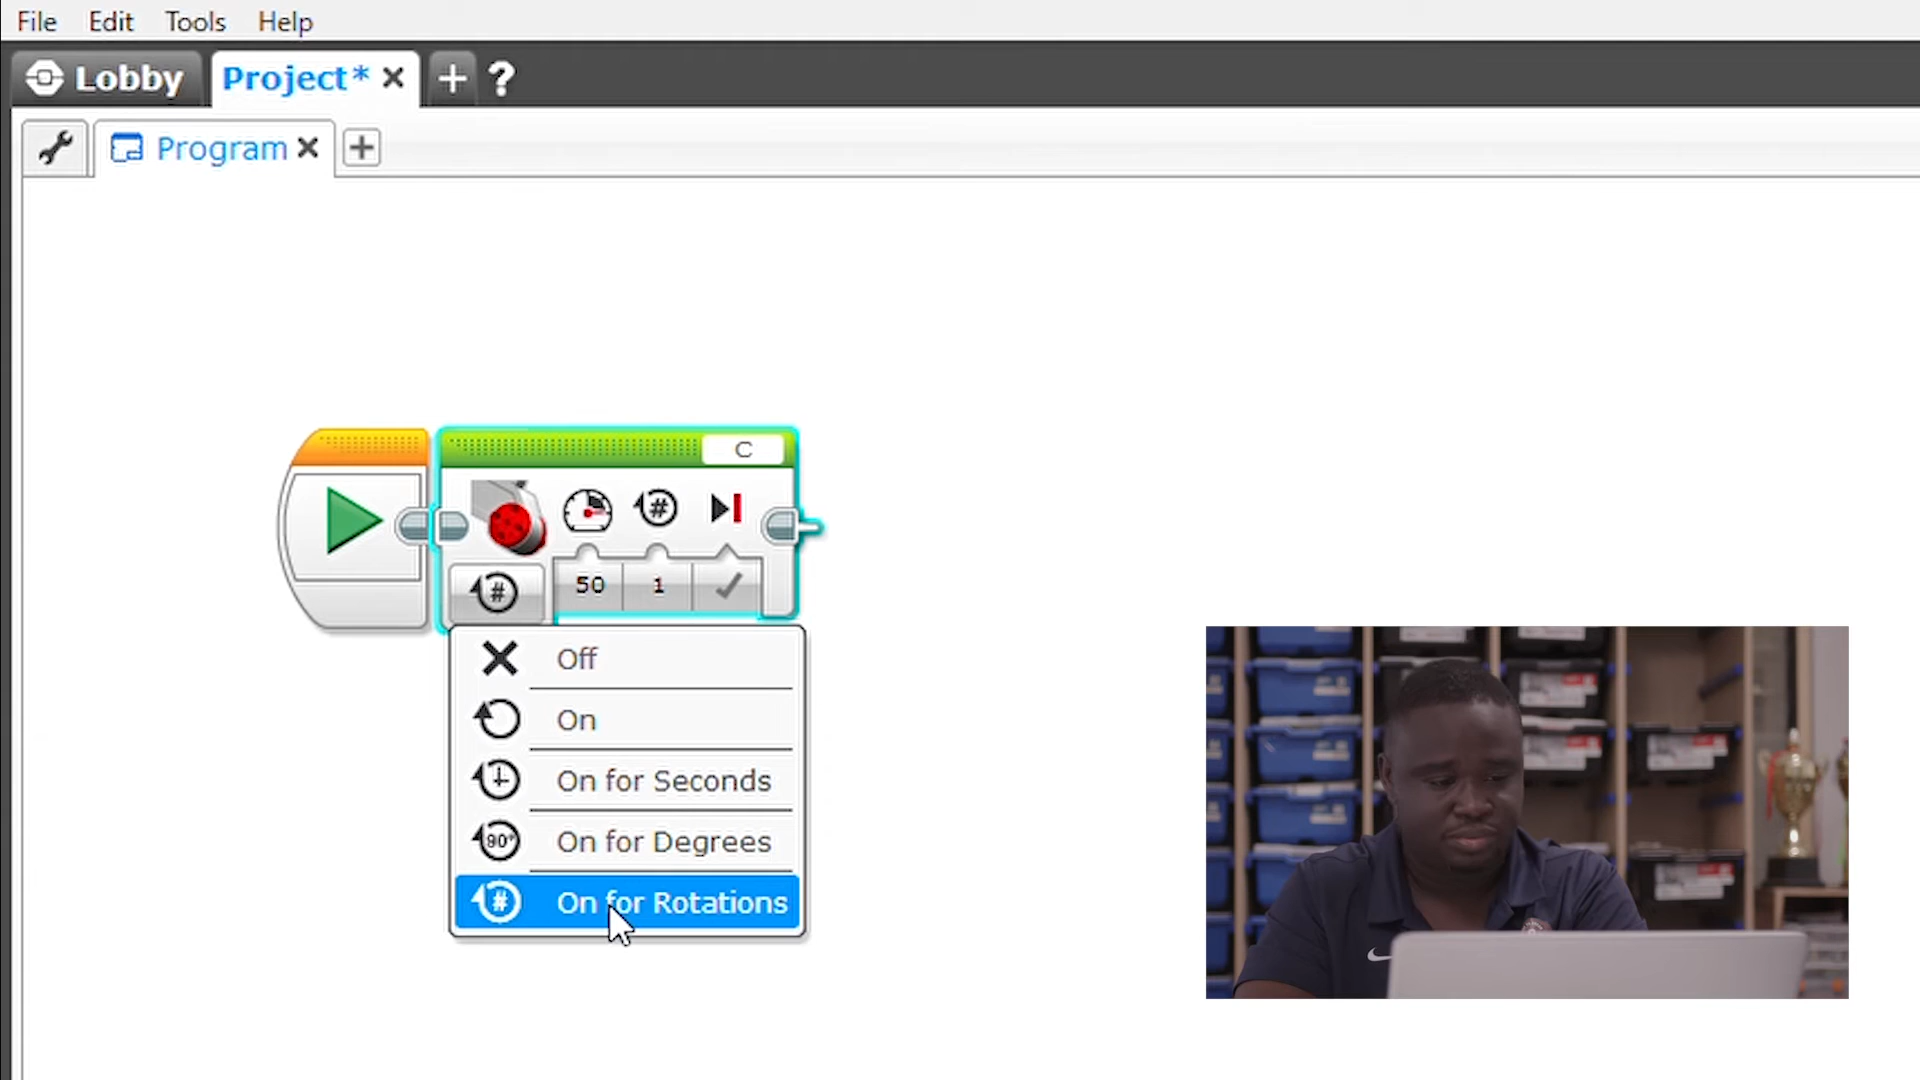 File Edit Tools Help
Lobby Project* + ?
Program +
C
50 1
#
Off
On
On for Seconds
90° On for Degrees
# On for Rotations